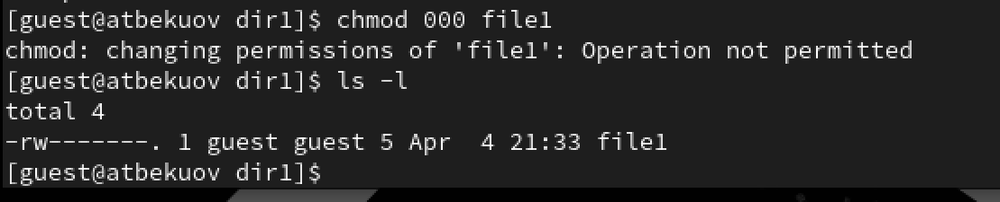 [guest@atbekuov dir1]$ chmod 000 file1
chmod: changing permissions of 'file1': Operation not permitted
[guest@atbekuov dir1]$ ls -l
total 4
-rw-------. 1 guest guest 5 Apr  4 21:33 file1
[guest@atbekuov dir1]$